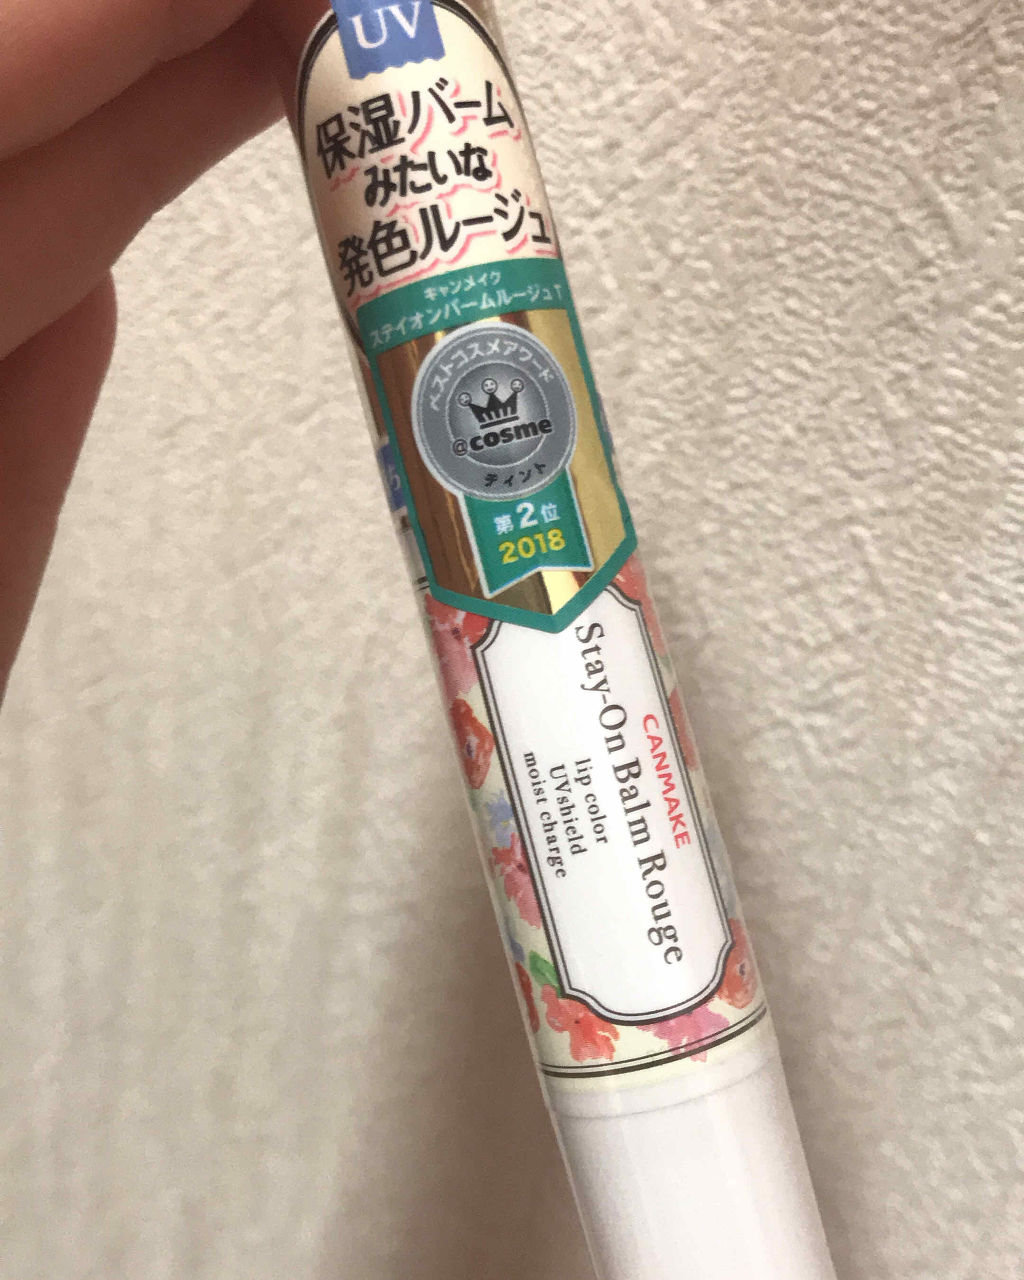 UV
保湿バーム
みたいな
発色ルージュ
キャンメイク
ステイオンバームルージュT
ベストコスメアワード
@cosme
ティント
第2位
2018
CANMAKE
Stay-On Balm Rouge
lip color
UVshield
moist charge